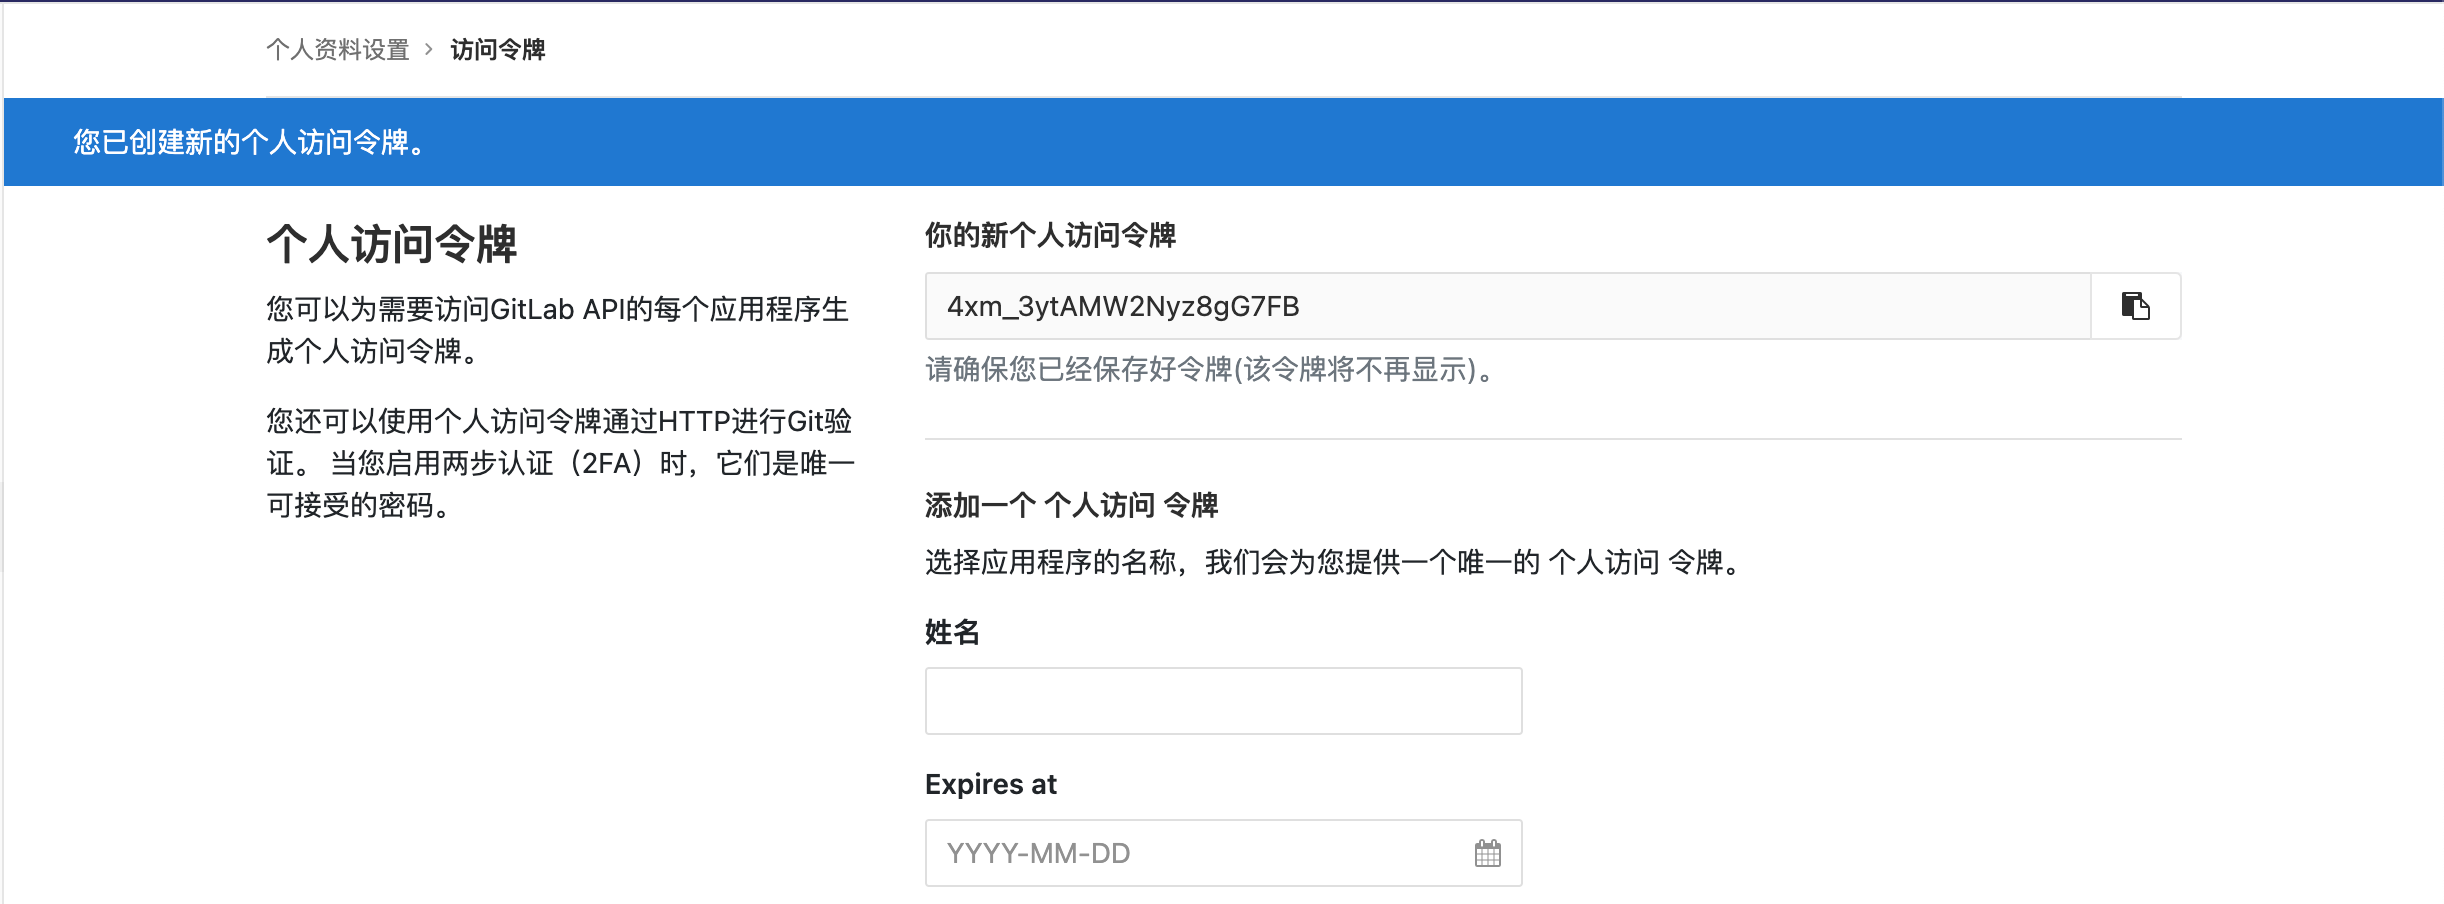 个人资料设置 › 访问令牌
您已创建新的个人访问令牌。
个人访问令牌
您可以为需要访问GitLab API的每个应用程序生
成个人访问令牌。
您还可以使用个人访问令牌通过HTTP进行Git验
证。 当您启用两步认证（2FA）时，它们是唯一
可接受的密码。
你的新个人访问令牌
4xm_3ytAMW2Nyz8gG7FB
请确保您已经保存好令牌(该令牌将不再显示)。
添加一个 个人访问 令牌
选择应用程序的名称，我们会为您提供一个唯一的 个人访问 令牌。
姓名
Expires at
YYYY-MM-DD